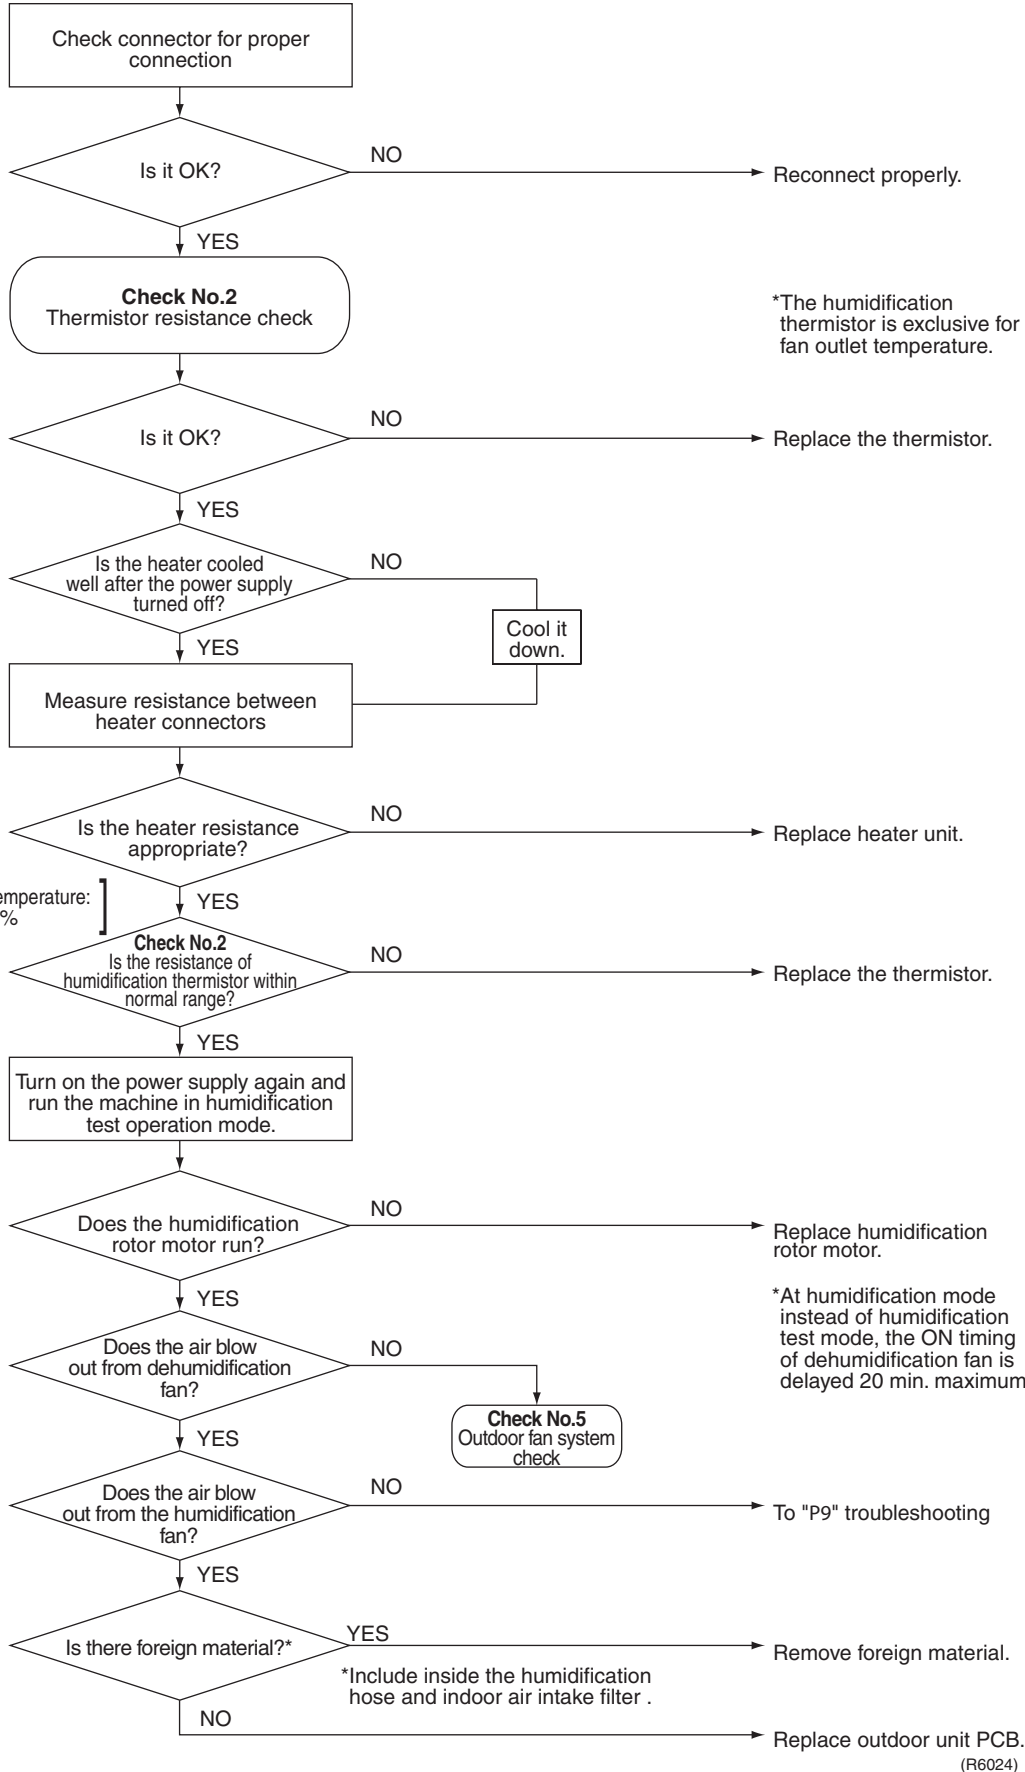 Check connector for proper
connection
Is it OK?
NO
Reconnect properly.
YES
Check No.2
Thermistor resistance check
*The humidification
thermistor is exclusive for
fan outlet temperature.
Is it OK?
NO
Replace the thermistor.
YES
Is the heater cooled
well after the power supply
turned off?
NO
Cool it
down.
YES
Measure resistance between
heater connectors
Is the heater resistance
appropriate?
NO
Replace heater unit.
YES
emperature:
%
Check No.2
Is the resistance of
humidification thermistor within
normal range?
NO
Replace the thermistor.
YES
Turn on the power supply again and
run the machine in humidification
test operation mode.
Does the humidification
rotor motor run?
NO
Replace humidification
rotor motor.
YES
*At humidification mode
instead of humidification
test mode, the ON timing
of dehumidification fan is
delayed 20 min. maximum
Does the air blow
out from dehumidification
fan?
NO
Check No.5
Outdoor fan system
check
YES
Does the air blow
out from the humidification
fan?
NO
To "P9" troubleshooting
YES
Is there foreign material?*
YES
Remove foreign material.
*Include inside the humidification
hose and indoor air intake filter .
NO
Replace outdoor unit PCB.
(R6024)